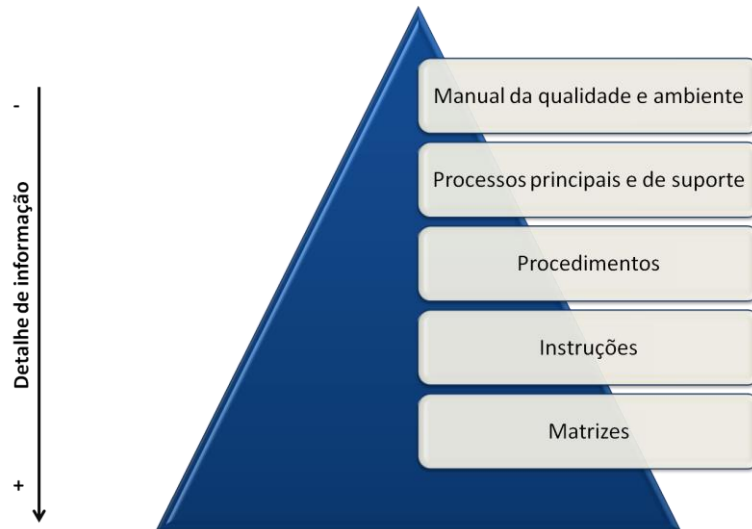 -
Detalhe de informação
+
Manual da qualidade e ambiente
Processos principais e de suporte
Procedimentos
Instruções
Matrizes